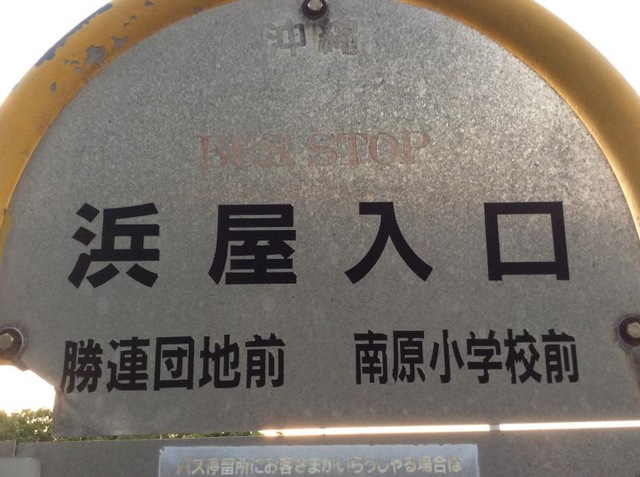 沖縄
BUS STOP
浜屋入口
勝連団地前 南原小学校前
バス停留所にお客さまがいらっしゃる場合は